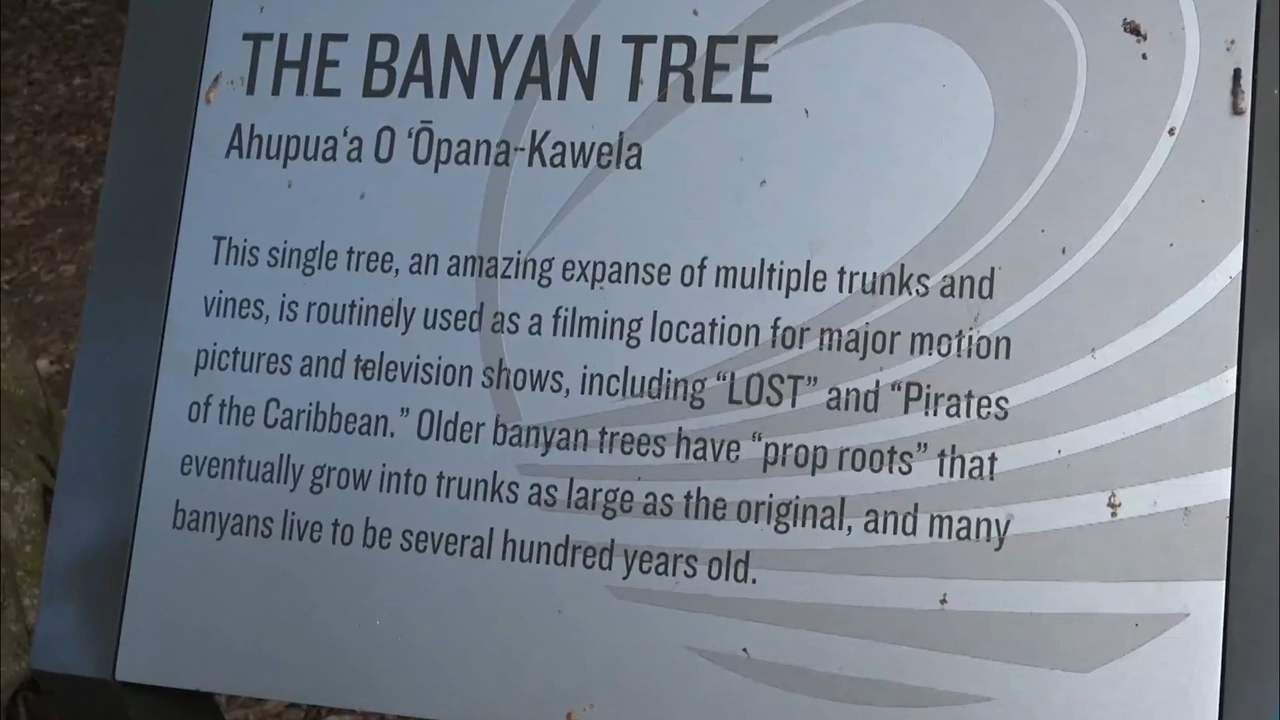 THE BANYAN TREE
Ahupuaʻa O ʻŌpana-Kawela
This single tree, an amazing expanse of multiple trunks and
vines, is routinely used as a filming location for major motion
pictures and television shows, including “LOST” and “Pirates
of the Caribbean.” Older banyan trees have “prop roots” that
eventually grow into trunks as large as the original, and many
banyans live to be several hundred years old.